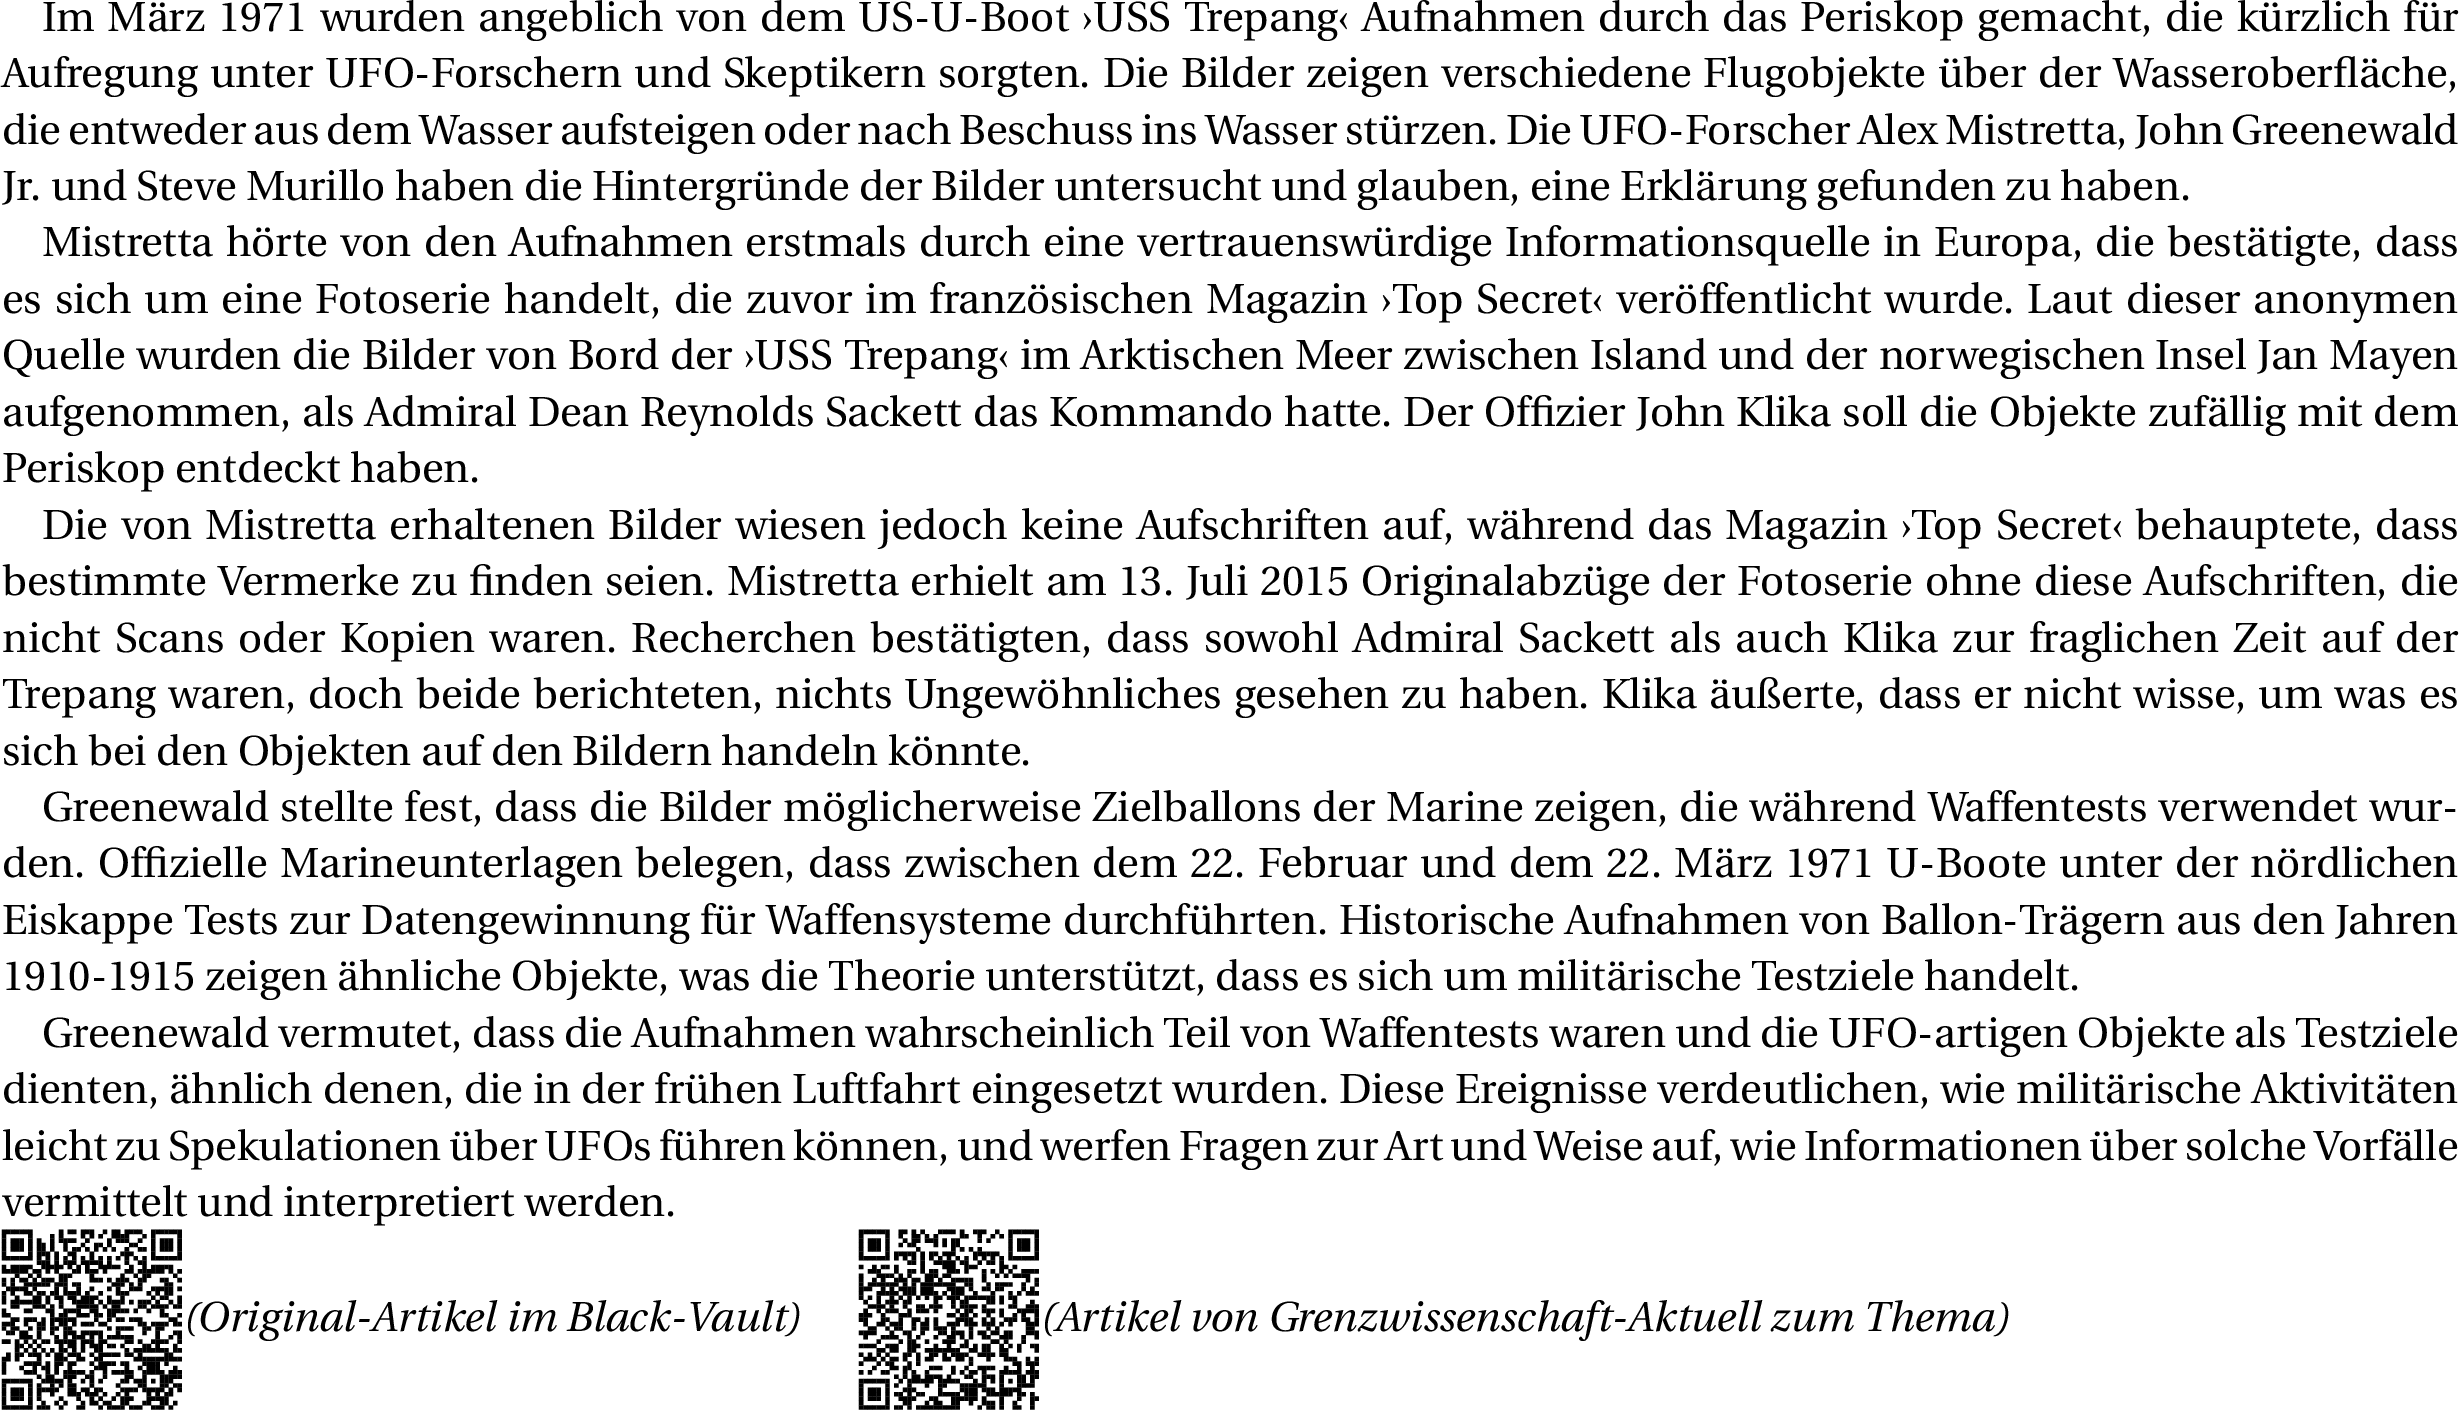 Im März 1971 wurden angeblich von dem US-U-Boot ›USS Trepang‹ Aufnahmen durch das Periskop gemacht, die kürzlich für
Aufregung unter UFO-Forschern und Skeptikern sorgten. Die Bilder zeigen verschiedene Flugobjekte über der Wasseroberfläche,
die entweder aus dem Wasser aufsteigen oder nach Beschuss ins Wasser stürzen. Die UFO-Forscher Alex Mistretta, John Greenewald
Jr. und Steve Murillo haben die Hintergründe der Bilder untersucht und glauben, eine Erklärung gefunden zu haben.
Mistretta hörte von den Aufnahmen erstmals durch eine vertrauenswürdige Informationsquelle in Europa, die bestätigte, dass
es sich um eine Fotoserie handelt, die zuvor im französischen Magazin ›Top Secret‹ veröffentlicht wurde. Laut dieser anonymen
Quelle wurden die Bilder von Bord der ›USS Trepang‹ im Arktischen Meer zwischen Island und der norwegischen Insel Jan Mayen
aufgenommen, als Admiral Dean Reynolds Sackett das Kommando hatte. Der Offizier John Klika soll die Objekte zufällig mit dem
Periskop entdeckt haben.
Die von Mistretta erhaltenen Bilder wiesen jedoch keine Aufschriften auf, während das Magazin ›Top Secret‹ behauptete, dass
bestimmte Vermerke zu finden seien. Mistretta erhielt am 13. Juli 2015 Originalabzüge der Fotoserie ohne diese Aufschriften, die
nicht Scans oder Kopien waren. Recherchen bestätigten, dass sowohl Admiral Sackett als auch Klika zur fraglichen Zeit auf der
Trepang waren, doch beide berichteten, nichts Ungewöhnliches gesehen zu haben. Klika äußerte, dass er nicht wisse, um was es
sich bei den Objekten auf den Bildern handeln könnte.
Greenewald stellte fest, dass die Bilder möglicherweise Zielballons der Marine zeigen, die während Waffentests verwendet wur-
den. Offizielle Marineunterlagen belegen, dass zwischen dem 22. Februar und dem 22. März 1971 U-Boote unter der nördlichen
Eiskappe Tests zur Datengewinnung für Waffensysteme durchführten. Historische Aufnahmen von Ballon-Trägern aus den Jahren
1910-1915 zeigen ähnliche Objekte, was die Theorie unterstützt, dass es sich um militärische Testziele handelt.
Greenewald vermutet, dass die Aufnahmen wahrscheinlich Teil von Waffentests waren und die UFO-artigen Objekte als Testziele
dienten, ähnlich denen, die in der frühen Luftfahrt eingesetzt wurden. Diese Ereignisse verdeutlichen, wie militärische Aktivitäten
leicht zu Spekulationen über UFOs führen können, und werfen Fragen zur Art und Weise auf, wie Informationen über solche Vorfälle
vermittelt und interpretiert werden.
(Original-Artikel im Black-Vault) (Artikel von Grenzwissenschaft-Aktuell zum Thema)